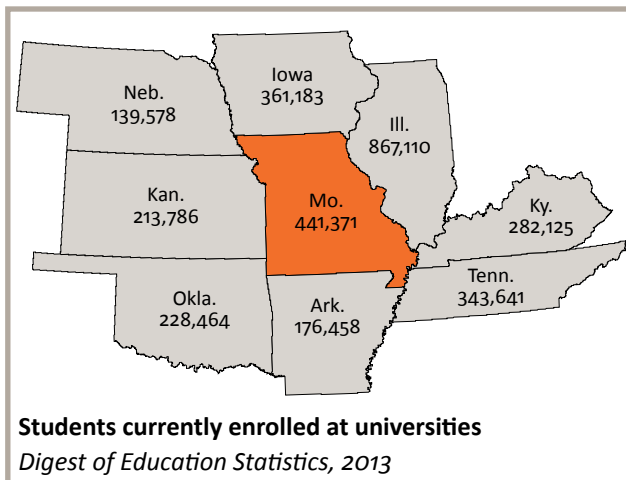 Iowa
361,183
Neb.
139,578
Ill.
867,110
Kan.
213,786
Mo.
441,371
Ky.
282,125
Tenn.
343,641
Okla.
228,464
Ark.
176,458
Students currently enrolled at universities
Digest of Education Statistics, 2013